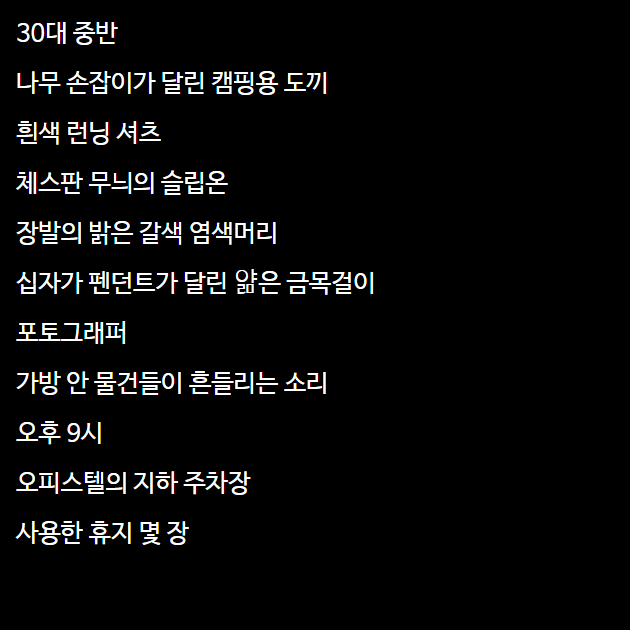 30대 중반
나무 손잡이가 달린 캠핑용 도끼
흰색 런닝 셔츠
체스판 무늬의 슬립온
장발의 밝은 갈색 염색머리
십자가 펜던트가 달린 얇은 금목걸이
포토그래퍼
가방 안 물건들이 흔들리는 소리
오후 9시
오피스텔의 지하 주차장
사용한 휴지 몇 장